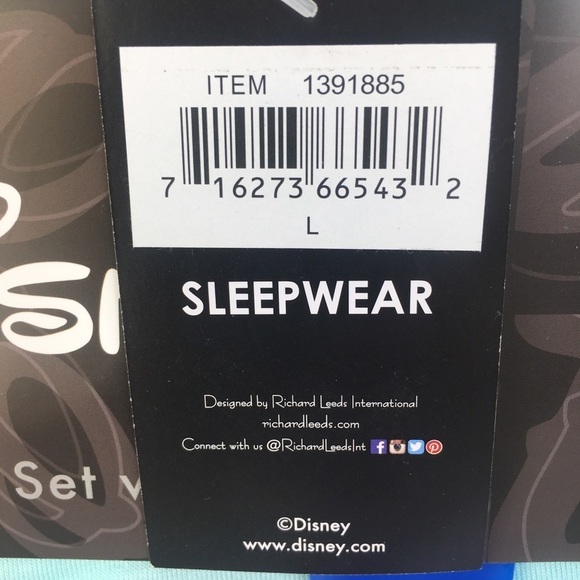 ITEM 1391885
7 16273 66543 2
L
SLEEPWEAR
Designed by Richard Leeds International
richardleeds.com
Connect with us @RichardLeedsInt
Set
©Disney
www.disney.com